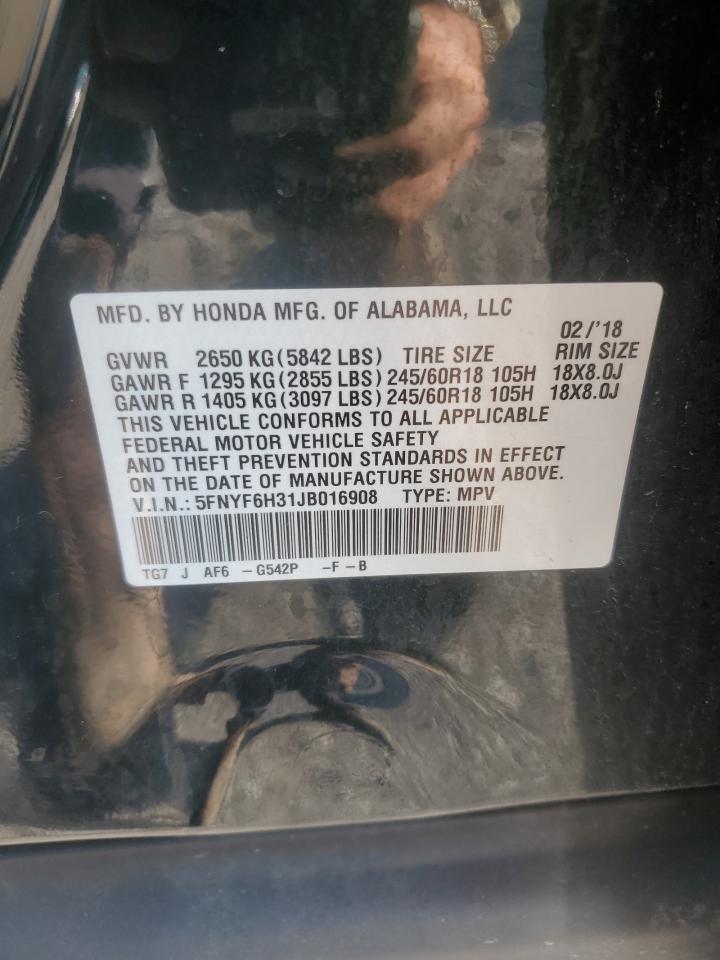 MFD. BY HONDA MFG. OF ALABAMA, LLC
02/'18
GVWR 2650 KG(5842 LBS) TIRE SIZE RIM SIZE
GAWR F 1295 KG(2855 LBS) 245/60R18 105H 18X8.0J
GAWR R 1405 KG(3097 LBS) 245/60R18 105H 18X8.0J
THIS VEHICLE CONFORMS TO ALL APPLICABLE
FEDERAL MOTOR VEHICLE SAFETY
AND THEFT PREVENTION STANDARDS IN EFFECT
ON THE DATE OF MANUFACTURE SHOWN ABOVE.
V.I.N.: 5FNYF6H31JB016908 TYPE: MPV
TG7 J AF6 -G542P -F-B